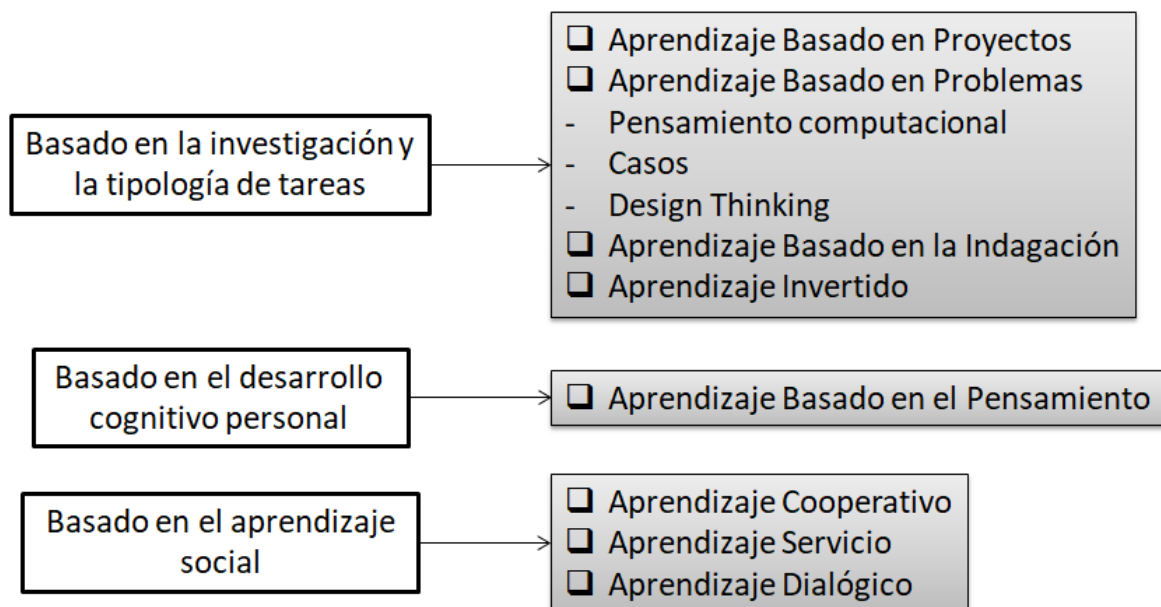 Basado en la investigación y
la tipología de tareas
❑ Aprendizaje Basado en Proyectos
❑ Aprendizaje Basado en Problemas
- Pensamiento computacional
- Casos
- Design Thinking
❑ Aprendizaje Basado en la Indagación
❑ Aprendizaje Invertido
Basado en el desarrollo
cognitivo personal
❑ Aprendizaje Basado en el Pensamiento
Basado en el aprendizaje
social
❑ Aprendizaje Cooperativo
❑ Aprendizaje Servicio
❑ Aprendizaje Dialógico